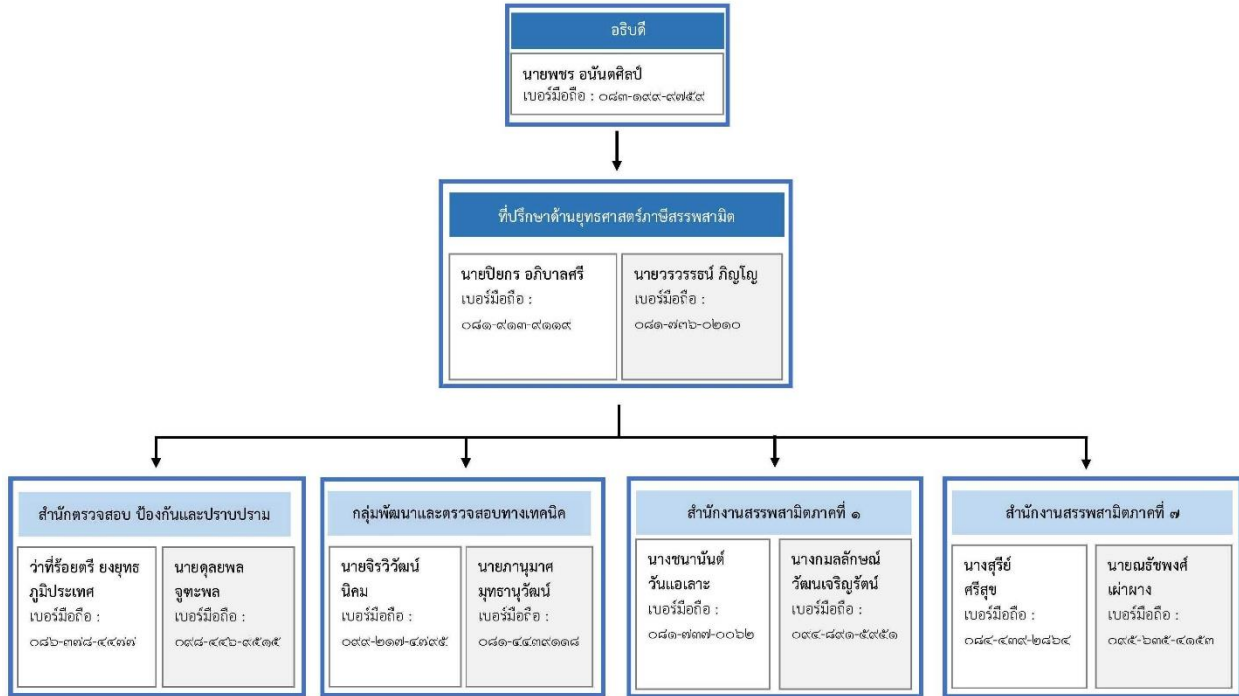 อธิบดี
นายพชร อนันตศิลป์
เบอร์มือถือ : ๐๘๓-๑๙๙-๙๗๕๙
ที่ปรึกษาด้านยุทธศาสตร์ภาษีสรรพสามิต
นายปิยกร อภิบาลศรี
เบอร์มือถือ :
๐๘๑-๙๑๓-๙๑๑๙
นายวรวรรธน์ ภิญโญ
เบอร์มือถือ :
๐๘๑-๗๓๖-๐๒๑๐
สำนักตรวจสอบ ป้องกันและปราบปราม
ว่าที่ร้อยตรี ยงยุทธ
ภูมิประเทศ
เบอร์มือถือ :
๐๘๖-๓๗๘-๔๔๗๗
นายดุลยพล
จูฑะพล
เบอร์มือถือ :
๐๙๘-๔๔๖-๙๕๑๕
กลุ่มพัฒนาและตรวจสอบทางเทคนิค
นายจิรวิวัฒน์
นิคม
เบอร์มือถือ :
๐๙๙-๒๑๗-๔๗๙๕
นายภานุมาศ
มุทธานุวัฒน์
เบอร์มือถือ :
๐๘๑-๔๔๓๙๑๑๘
สำนักงานสรรพสามิตภาคที่ ๑
นางชนานันต์
วันแอเลาะ
เบอร์มือถือ :
๐๘๑-๗๓๗-๐๐๖๒
นางกมลลักษณ์
วัฒนเจริญรัตน์
เบอร์มือถือ :
๐๙๔-๘๙๑-๕๙๕๑
สำนักงานสรรพสามิตภาคที่ ๗
นางสุรีย์
ศรีสุข
เบอร์มือถือ :
๐๘๔-๔๓๙-๒๘๖๔
นายณธัชพงศ์
เผ่าผาง
เบอร์มือถือ :
๐๙๕-๖๓๕-๔๑๕๓